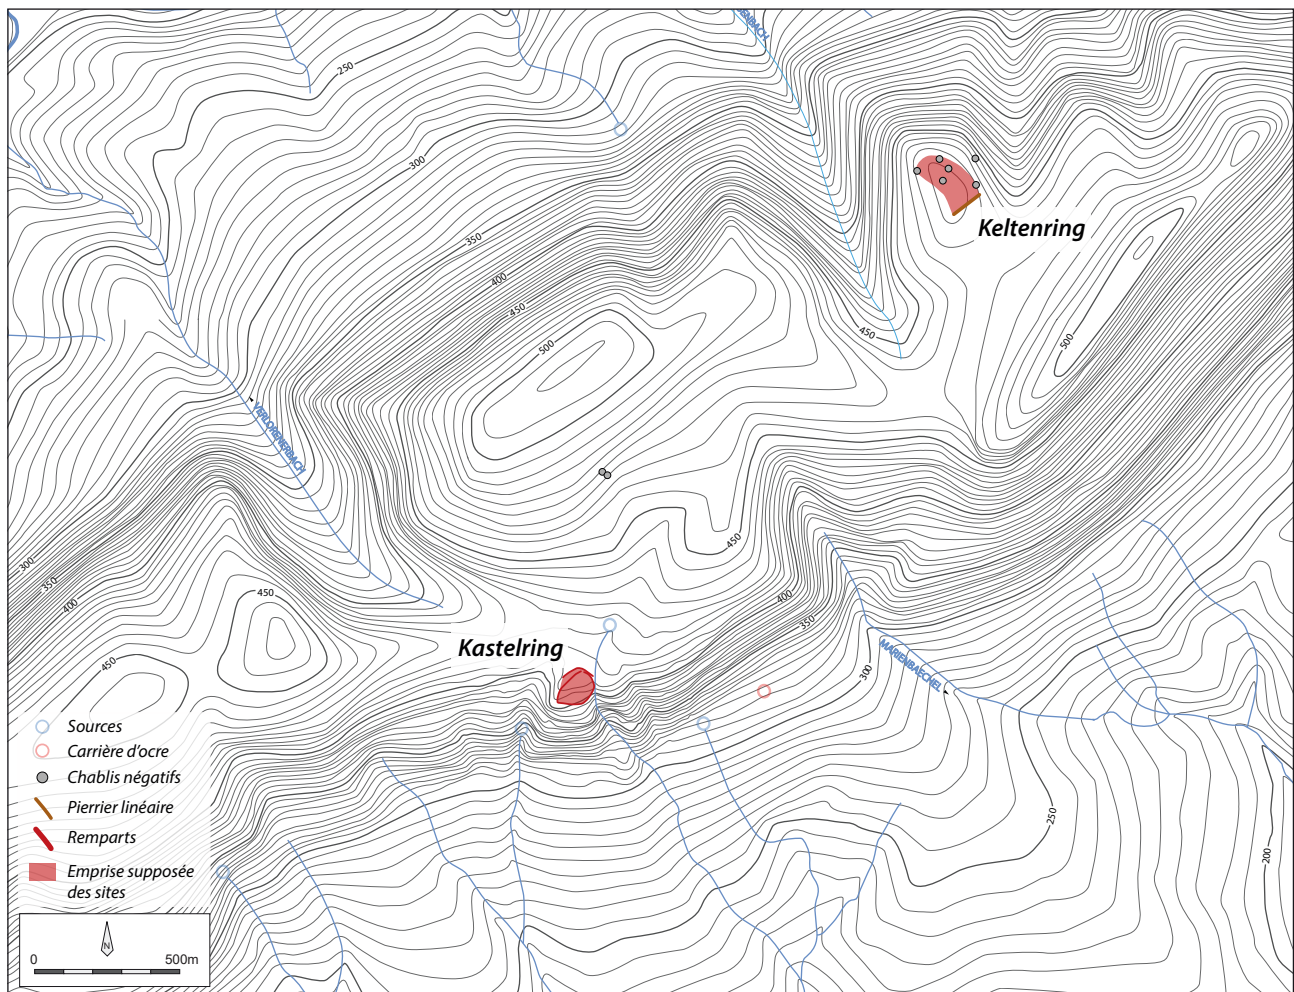 250
300
350
400
450
500
450
500
Keltenring
VERLORENERBACH
450
300
350
400
450
450
400
350
300
Kastelring
MARIENBAECHEL
250
200
Sources
Carrière d'ocre
Chablis négatifs
Pierrier linéaire
Remparts
Emprise supposée
des sites
N
0 500m